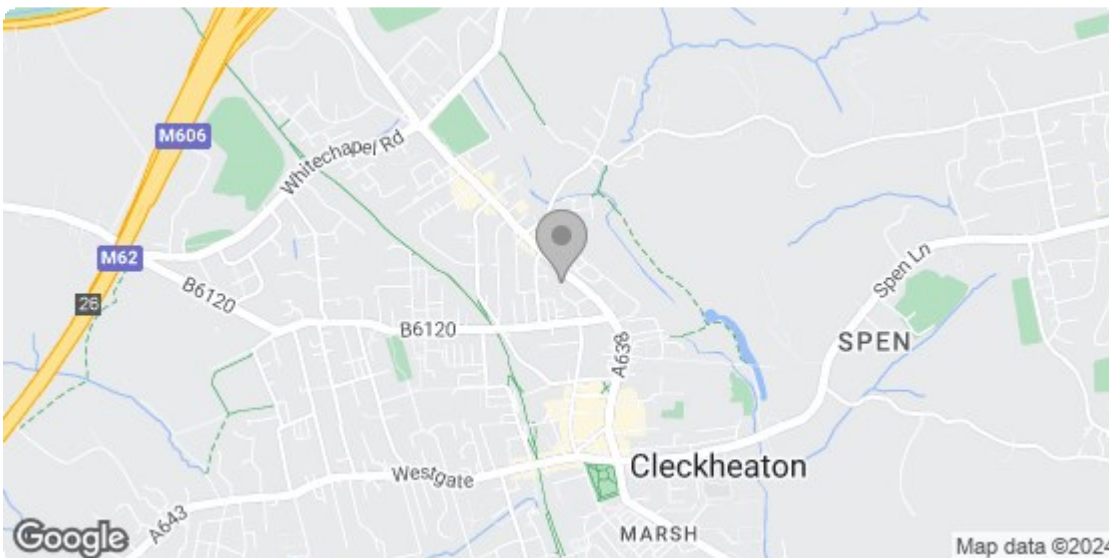 M606
Whitechapel Rd
M62
26
B6120
B6120
A638
Spen Ln
SPEN
Westgate
Cleckheaton
A643
MARSH
Google
Map data ©2024